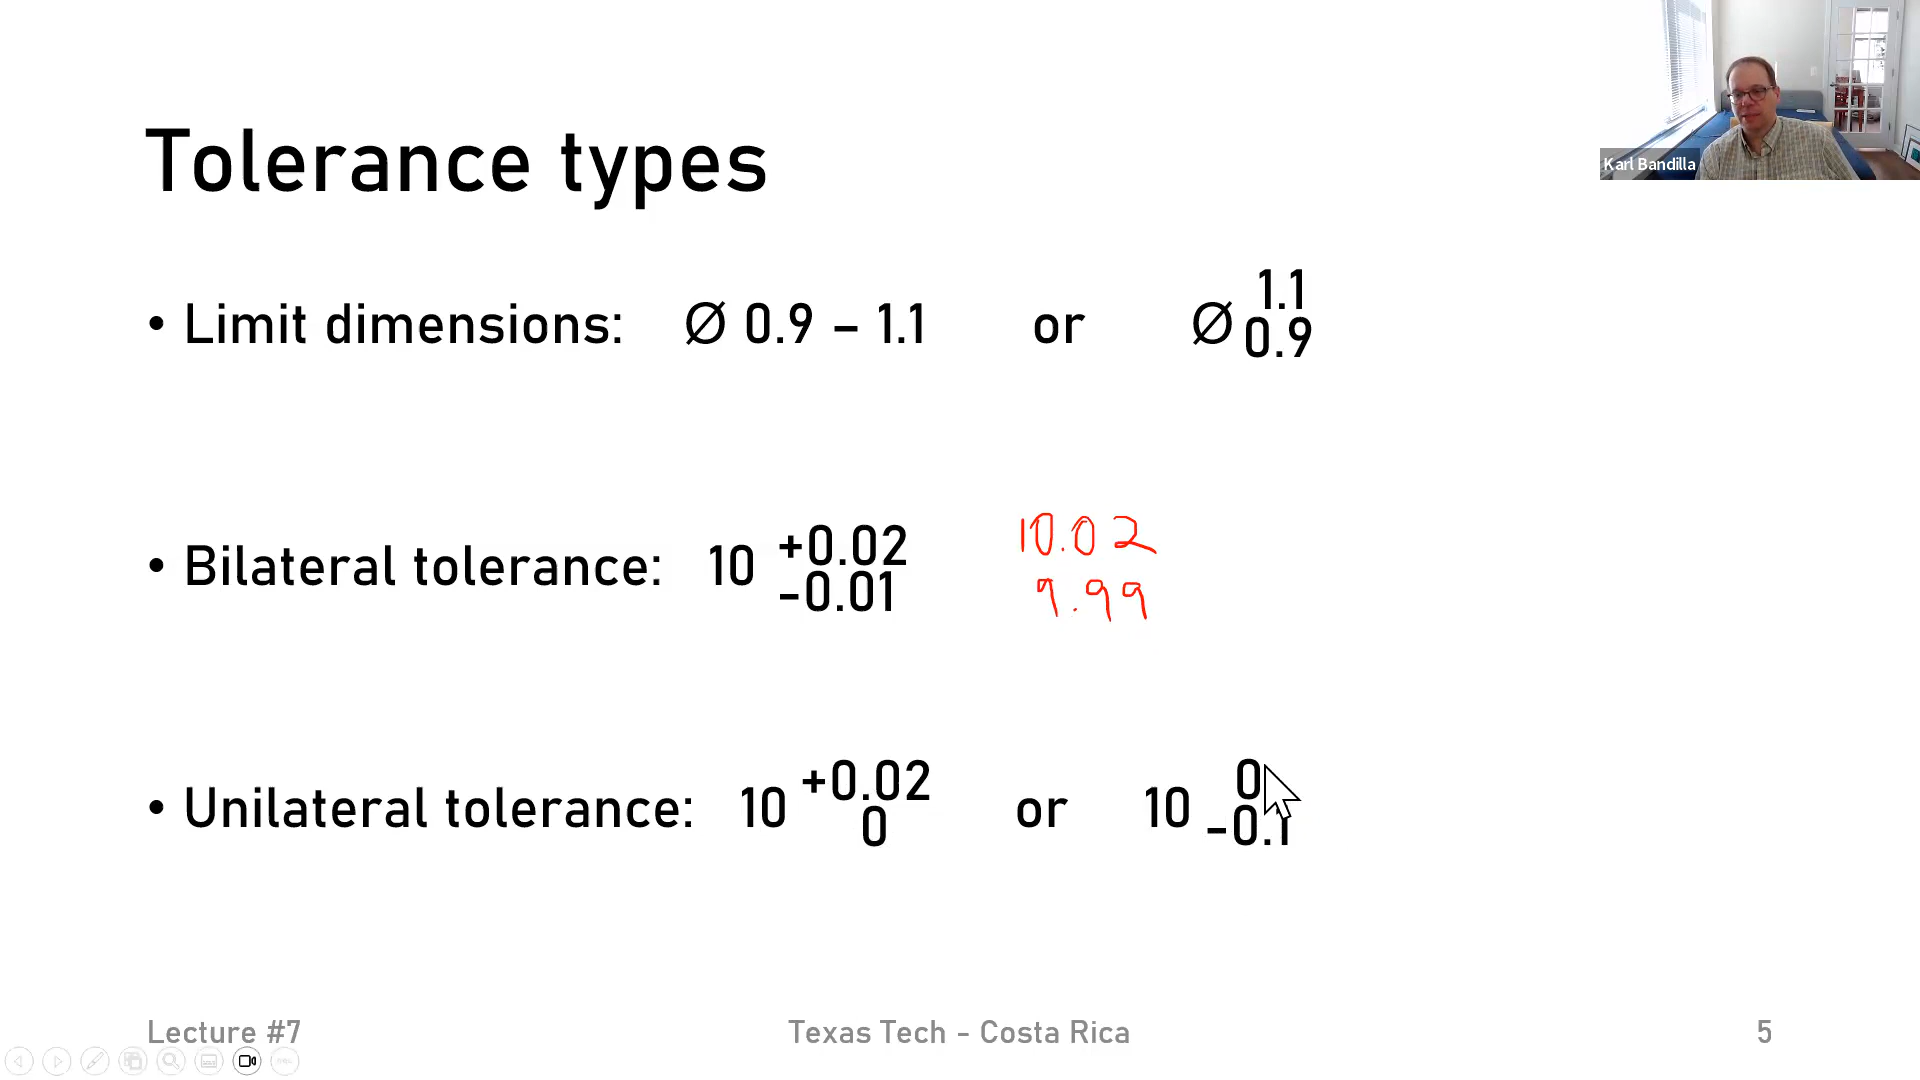 Karl Bandilla
Tolerance types
• Limit dimensions: Ø 0.9 – 1.1 or Ø 1.1 0.9
• Bilateral tolerance: 10 +0.02 -0.01 10.02 9.99
• Unilateral tolerance: 10 +0.02 0 or 10 0 -0.1
Lecture #7 Texas Tech - Costa Rica 5